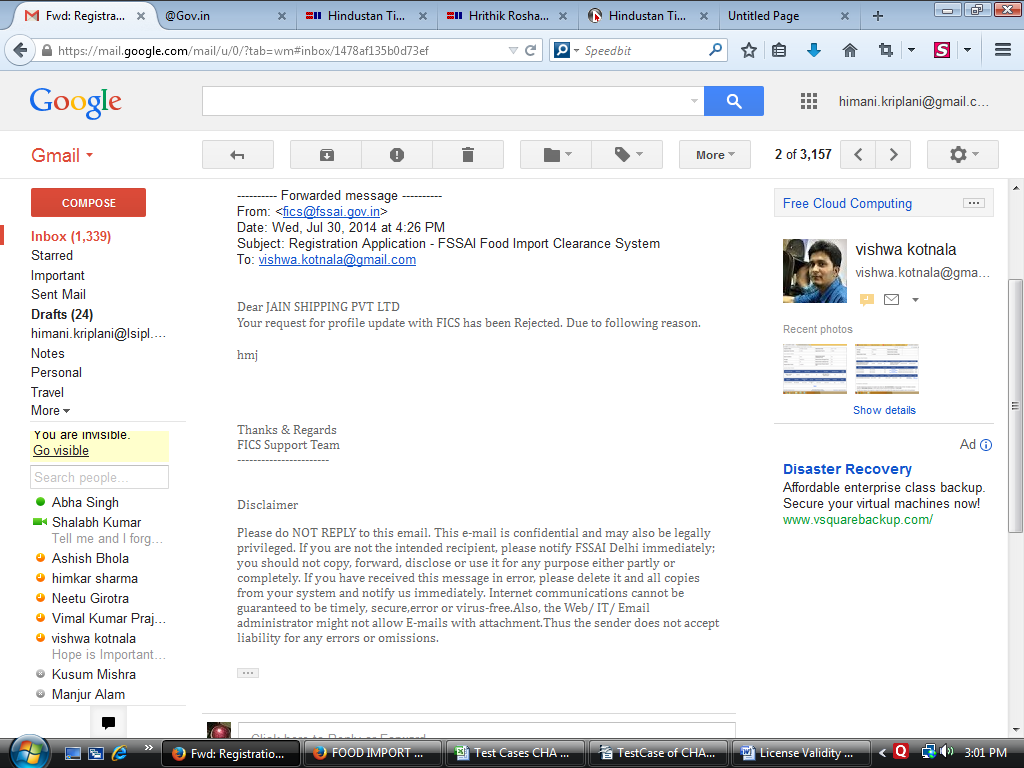 Fwd: Registra...
@Gov.in
Hindustan Ti...
Hrithik Rosha...
Hindustan Ti...
Untitled Page
https://mail.google.com/mail/u/0/?tab=wm#inbox/1478af135b0d73ef
Speedbit
Google
himani.kriplani@gmail.c...
Gmail
More
2 of 3,157
COMPOSE
Inbox (1,339)
Starred
Important
Sent Mail
Drafts (24)
himani.kriplani@lsipl....
Notes
Personal
Travel
More
You are invisible.
Go visible
Search people...
Abha Singh
Shalabh Kumar
Tell me and I forg...
Ashish Bhola
himkar sharma
Neetu Girotra
Vimal Kumar Praj...
vishwa kotnala
Hope is Important...
Kusum Mishra
Manjur Alam
---------- Forwarded message ----------
From: <fics@fssai.gov.in>
Date: Wed, Jul 30, 2014 at 4:26 PM
Subject: Registration Application - FSSAI Food Import Clearance System
To: vishwa.kotnala@gmail.com
Dear JAIN SHIPPING PVT LTD
Your request for profile update with FICS has been Rejected. Due to following reason.
hmj
Thanks & Regards
FICS Support Team
-----------------------
Disclaimer
Please do NOT REPLY to this email. This e-mail is confidential and may also be legally
privileged. If you are not the intended recipient, please notify FSSAI Delhi immediately;
you should not copy, forward, disclose or use it for any purpose either partly or
completely. If you have received this message in error, please delete it and all copies
from your system and notify us immediately. Internet communications cannot be
guaranteed to be timely, secure,error or virus-free.Also, the Web/ IT/ Email
administrator might not allow E-mails with attachment.Thus the sender does not accept
liability for any errors or omissions.
Click here to Reply or Forward
Free Cloud Computing
vishwa kotnala
vishwa.kotnala@gma...
Recent photos
Show details
Ad
Disaster Recovery
Affordable enterprise class backup.
Secure your virtual machines now!
www.vsquarebackup.com/
Fwd: Registratio...
FOOD IMPORT ...
Test Cases CHA ...
TestCase of CHA...
License Validity ...
3:01 PM